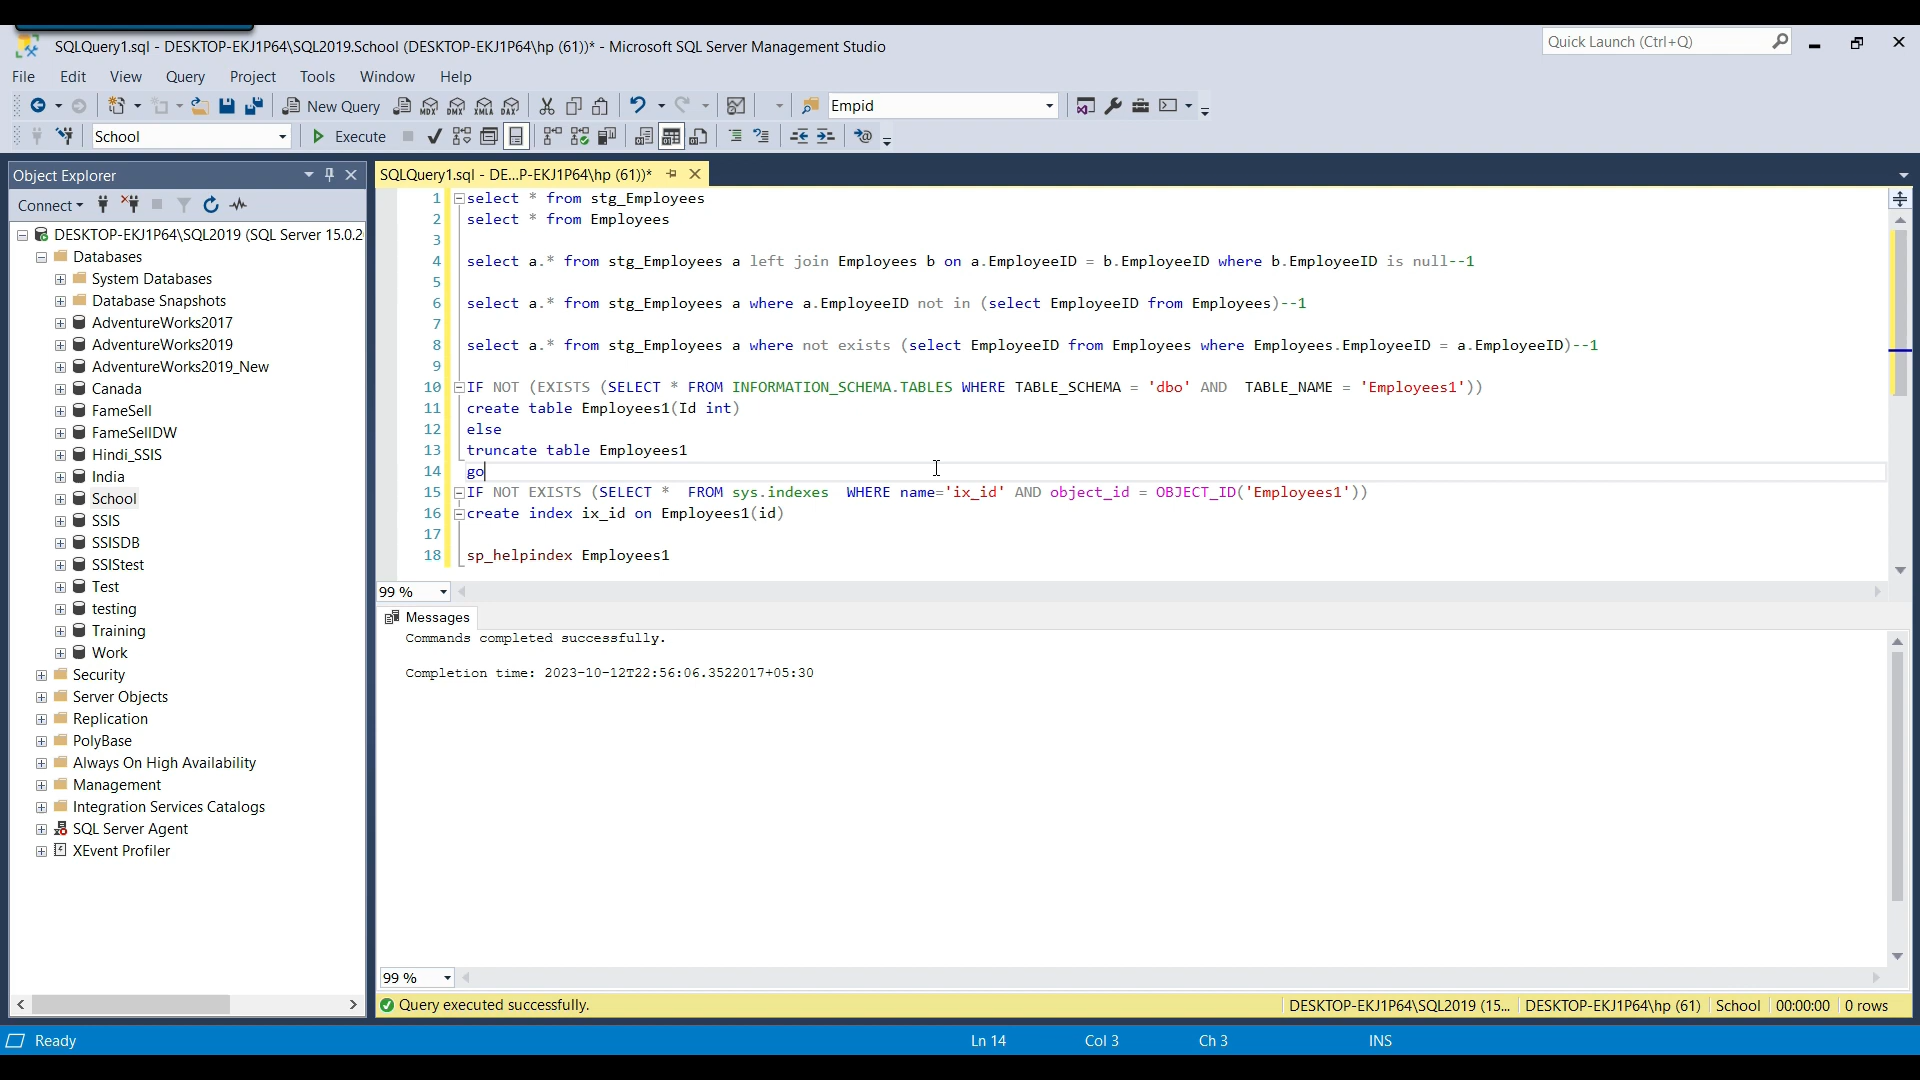 SQLQuery1.sql - DESKTOP-EKJ1P64\SQL2019.School (DESKTOP-EKJ1P64\hp (61))* - Microsoft SQL Server Management Studio
Quick Launch (Ctrl+Q)
File Edit View Query Project Tools Window Help
New Query MDX DMX XMLA DAX Empid
School Execute
Object Explorer
SQLQuery1.sql - DE...P-EKJ1P64\hp (61))*
Connect
DESKTOP-EKJ1P64\SQL2019 (SQL Server 15.0.2
Databases
System Databases
Database Snapshots
AdventureWorks2017
AdventureWorks2019
AdventureWorks2019_New
Canada
FameSell
FameSellDW
Hindi_SSIS
India
School
SSIS
SSISDB
SSIStest
Test
testing
Training
Work
Security
Server Objects
Replication
PolyBase
Always On High Availability
Management
Integration Services Catalogs
SQL Server Agent
XEvent Profiler
1 select * from stg_Employees
2 select * from Employees
3
4 select a.* from stg_Employees a left join Employees b on a.EmployeeID = b.EmployeeID where b.EmployeeID is null--1
5
6 select a.* from stg_Employees a where a.EmployeeID not in (select EmployeeID from Employees)--1
7
8 select a.* from stg_Employees a where not exists (select EmployeeID from Employees where Employees.EmployeeID = a.EmployeeID)--1
9
10 IF NOT (EXISTS (SELECT * FROM INFORMATION_SCHEMA.TABLES WHERE TABLE_SCHEMA = 'dbo' AND TABLE_NAME = 'Employees1'))
11 create table Employees1(Id int)
12 else
13 truncate table Employees1
14 go
15 IF NOT EXISTS (SELECT * FROM sys.indexes WHERE name='ix_id' AND object_id = OBJECT_ID('Employees1'))
16 create index ix_id on Employees1(id)
17
18 sp_helpindex Employees1
99 %
Messages
Commands completed successfully.
Completion time: 2023-10-12T22:56:06.3522017+05:30
99 %
Query executed successfully. DESKTOP-EKJ1P64\SQL2019 (15... DESKTOP-EKJ1P64\hp (61) School 00:00:00 0 rows
Ready Ln 14 Col 3 Ch 3 INS